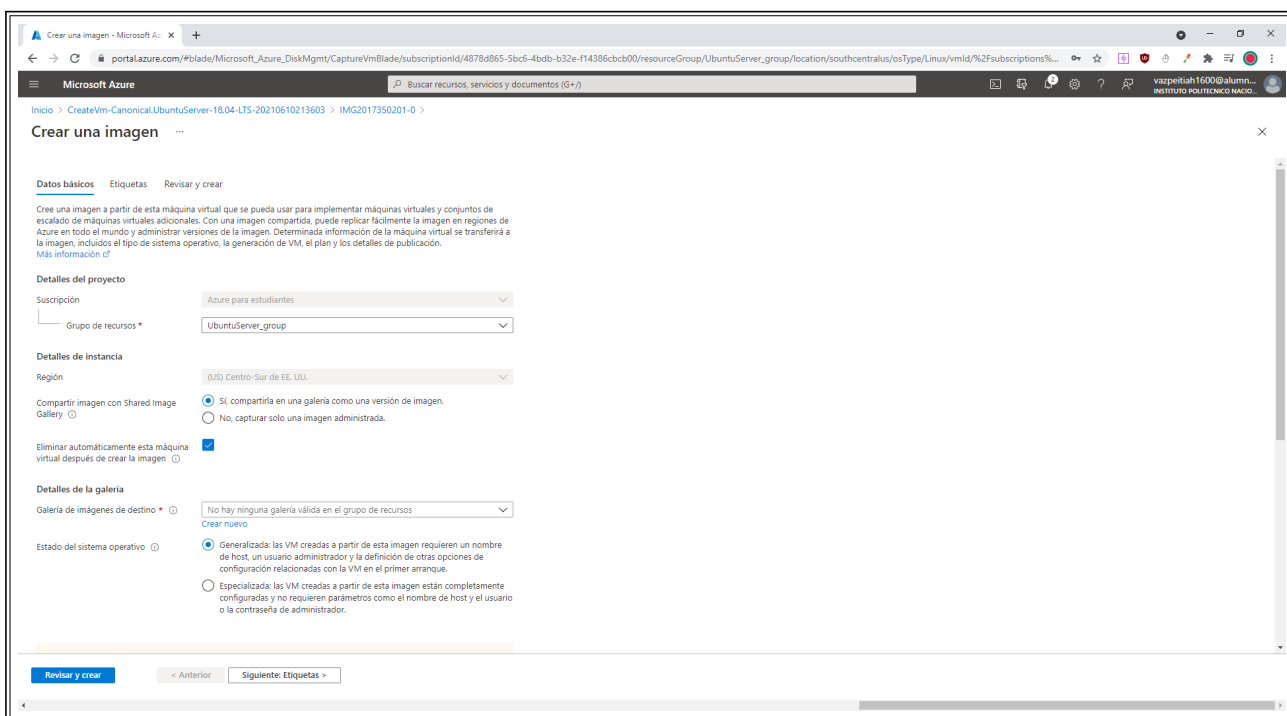 Crear una imagen - Microsoft Az
portal.azure.com/#blade/Microsoft_Azure_DiskMgmt/CaptureVmBlade/subscriptionId/4878d865-5bc6-4bdb-b32e-f14386cbcb00/resourceGroup/UbuntuServer_group/location/southcentralus/osType/Linux/vmId/%2Fsubscriptions%...
Microsoft Azure
Buscar recursos, servicios y documentos (G+/)
2
vazpeitiah1600@alumn...
INSTITUTO POLITECNICO NACIO...
Inicio > CreateVm-Canonical.UbuntuServer-18.04-LTS-20210610213603 > IMG2017350201-0 >
Crear una imagen ...
Datos básicos Etiquetas Revisar y crear
Cree una imagen a partir de esta máquina virtual que se pueda usar para implementar máquinas virtuales y conjuntos de
escalado de máquinas virtuales adicionales. Con una imagen compartida, puede replicar fácilmente la imagen en regiones de
Azure en todo el mundo y administrar versiones de la imagen. Determinada información de la máquina virtual se transferirá a
la imagen, incluidos el tipo de sistema operativo, la generación de VM, el plan y los detalles de publicación.
Más información
Detalles del proyecto
Suscripción
Azure para estudiantes
Grupo de recursos *
UbuntuServer_group
Detalles de instancia
Región
(US) Centro-Sur de EE. UU.
Compartir imagen con Shared Image
Gallery
Sí, compartirla en una galería como una versión de imagen.
No, capturar solo una imagen administrada.
Eliminar automáticamente esta máquina
virtual después de crear la imagen
Detalles de la galería
Galería de imágenes de destino *
No hay ninguna galería válida en el grupo de recursos
Crear nuevo
Estado del sistema operativo
Generalizada: las VM creadas a partir de esta imagen requieren un nombre
de host, un usuario administrador y la definición de otras opciones de
configuración relacionadas con la VM en el primer arranque.
Especializada: las VM creadas a partir de esta imagen están completamente
configuradas y no requieren parámetros como el nombre de host y el usuario
o la contraseña de administrador.
Revisar y crear
< Anterior
Siguiente: Etiquetas >